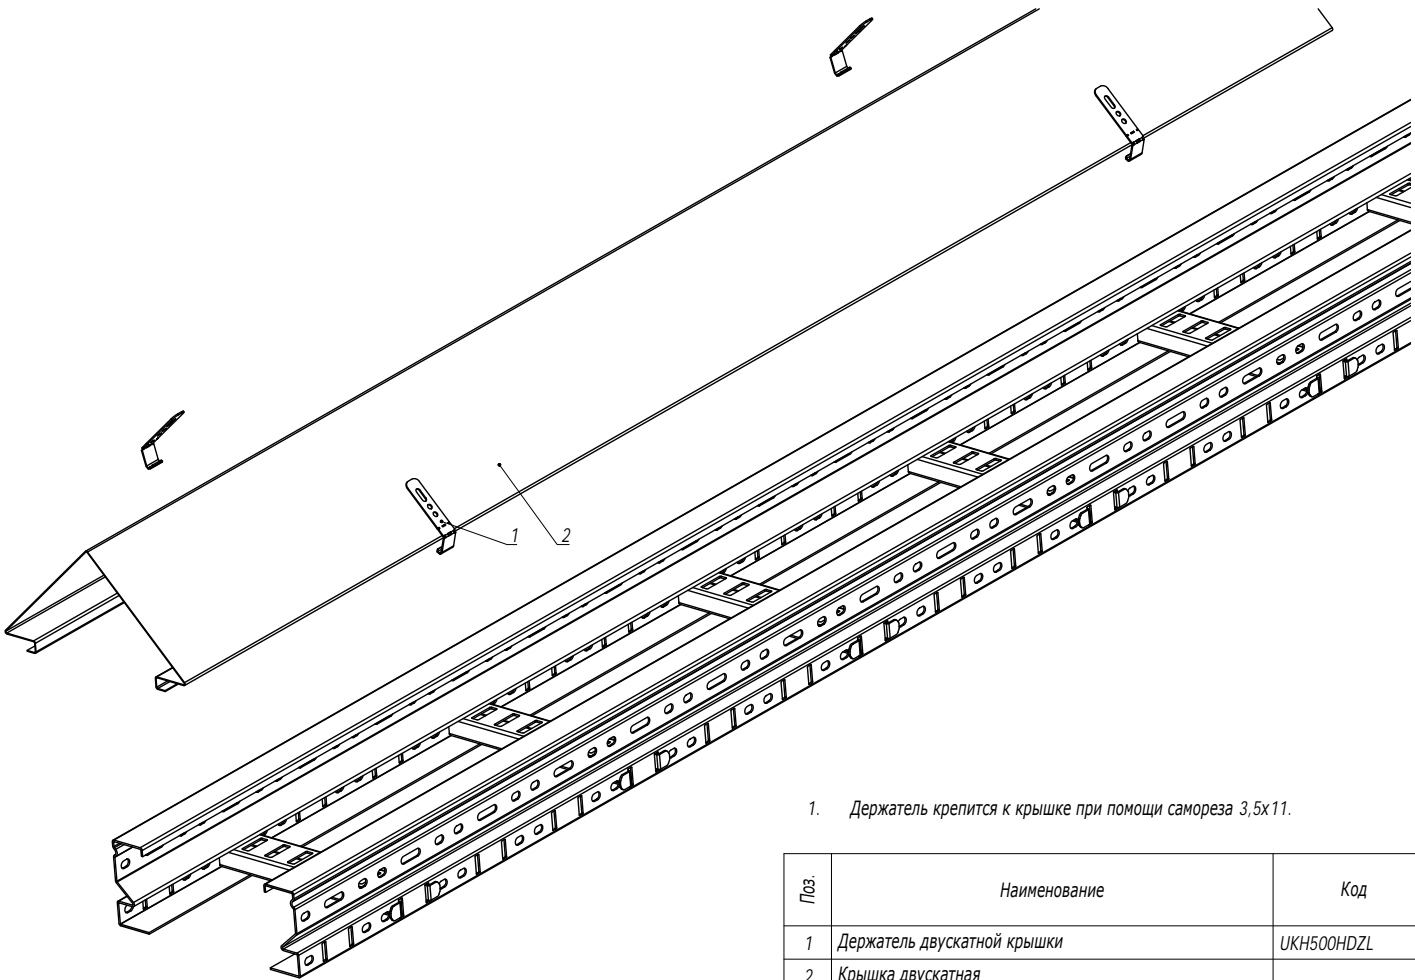 1
2
1. Держатель крепится к крышке при помощи самореза 3,5х11.
Поз. Наименование Код
1 Держатель двускатной крышки UKH500HDZL
2 Крышка двускатная